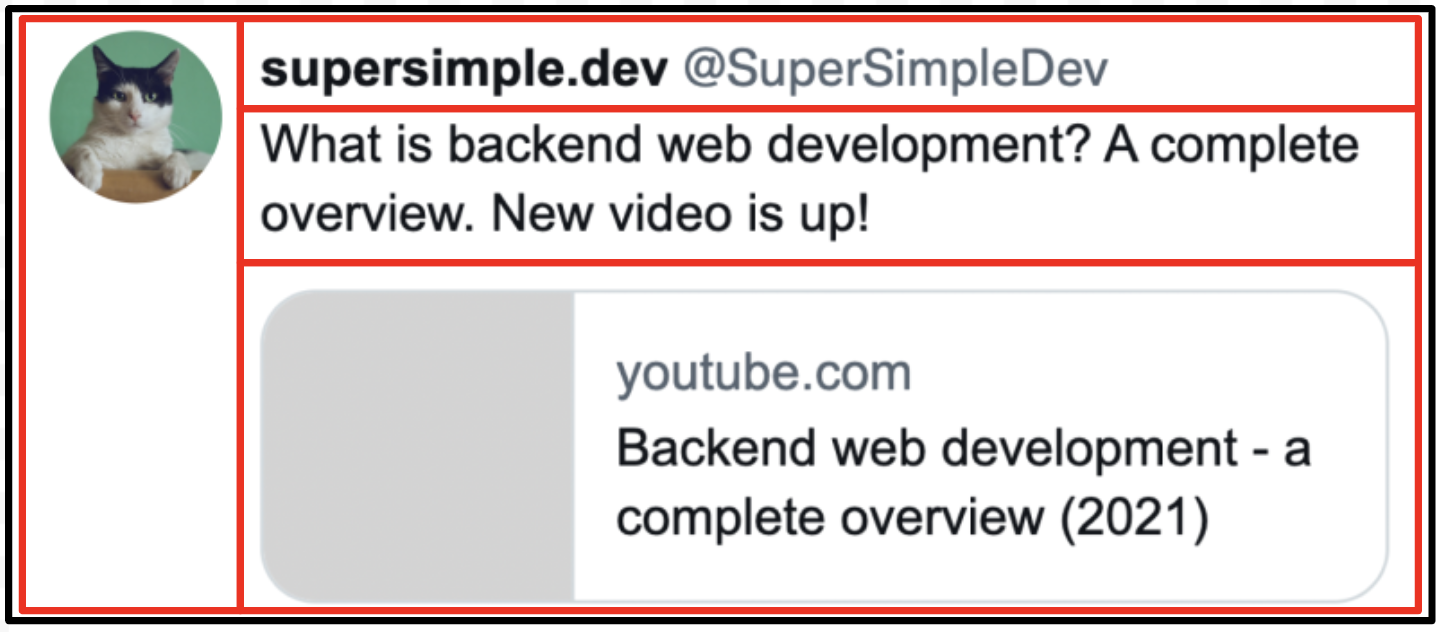 supersimple.dev @SuperSimpleDev
What is backend web development? A complete
overview. New video is up!
youtube.com
Backend web development - a
complete overview (2021)